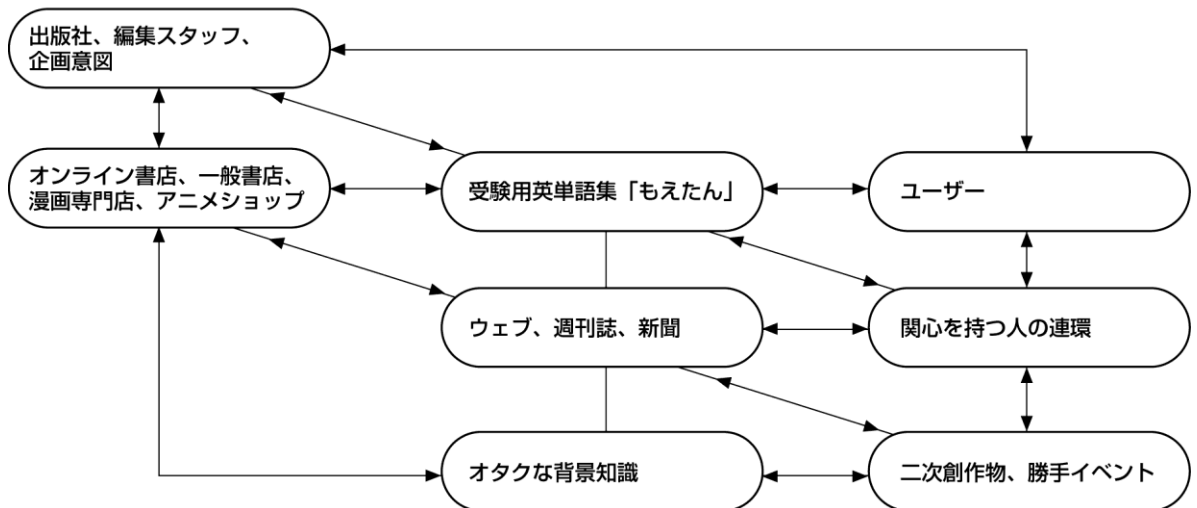 出版社、編集スタッフ、
企画意図
オンライン書店、一般書店、
漫画専門店、アニメショップ
受験用英単語集「もえたん」
ユーザー
ウェブ、週刊誌、新聞
関心を持つ人の連環
オタクな背景知識
二次創作物、勝手イベント